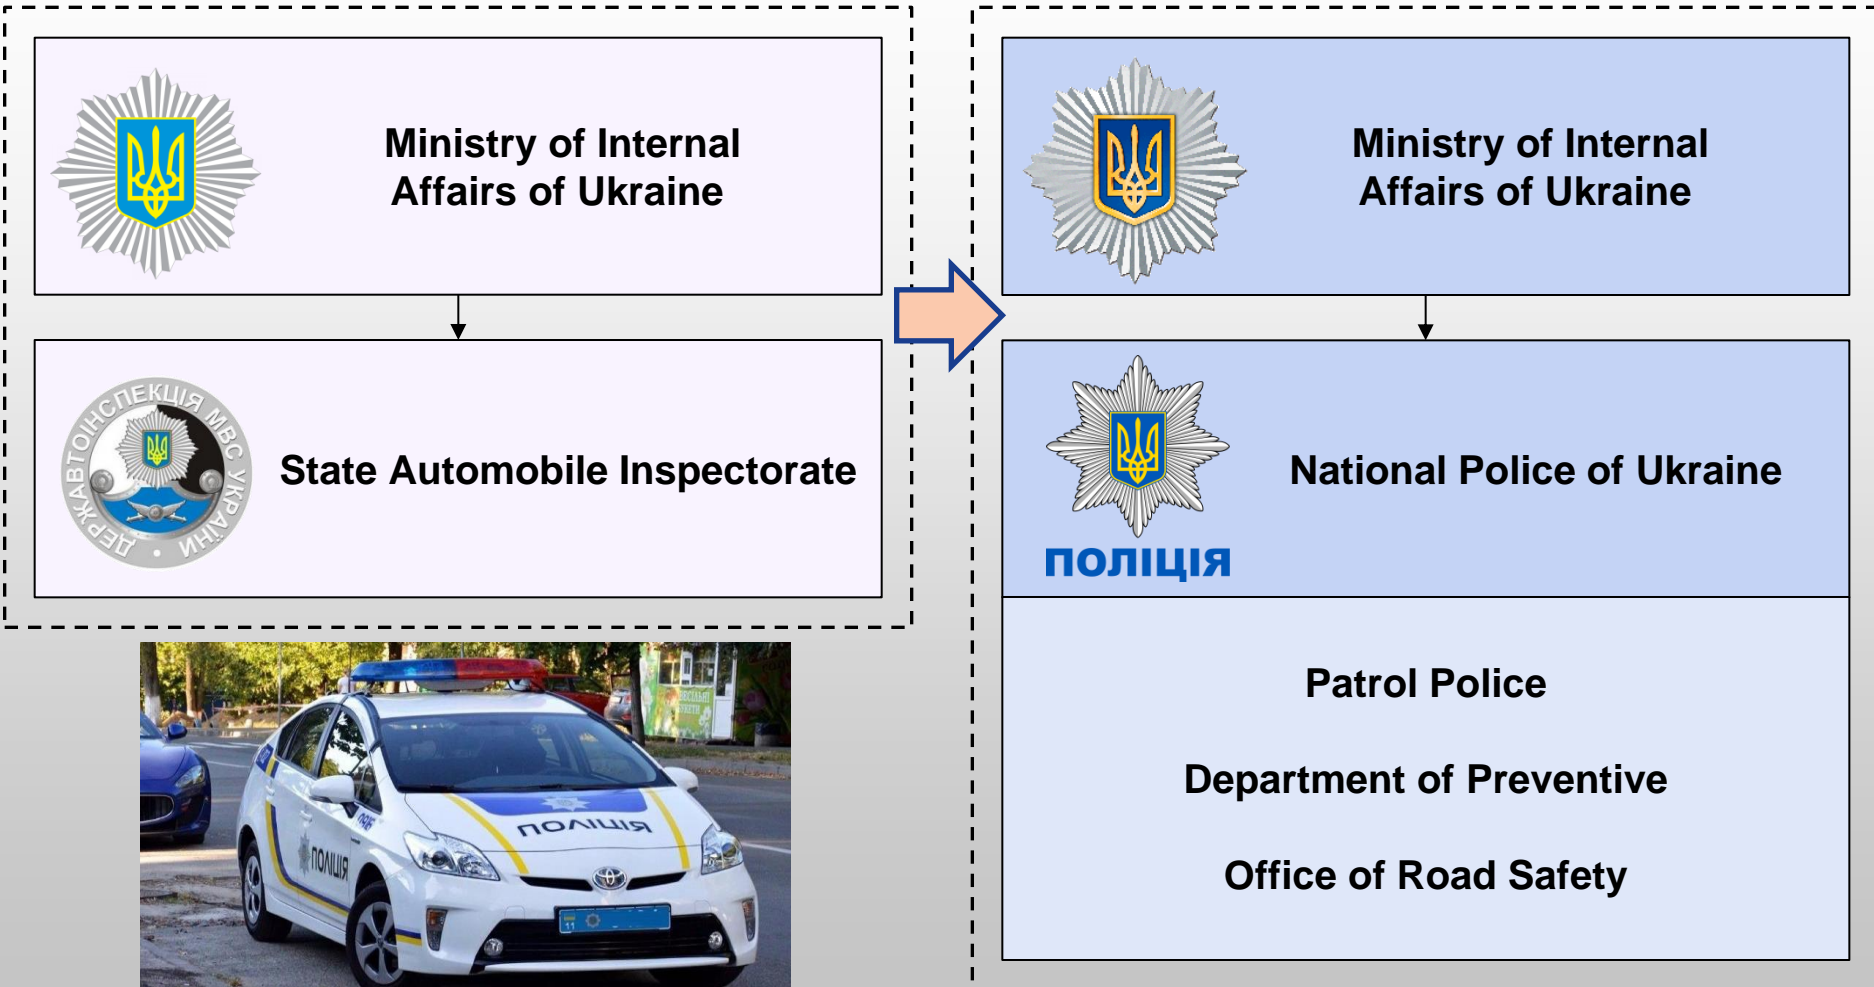 Ministry of Internal
Affairs of Ukraine
ДЕРЖАВТОІНСПЕКЦІЯ МВС УКРАЇНИ
State Automobile Inspectorate
Ministry of Internal
Affairs of Ukraine
National Police of Ukraine
ПОЛІЦІЯ
Patrol Police
Department of Preventive
Office of Road Safety
ПОЛІЦІЯ
ПОЛІЦІЯ
11